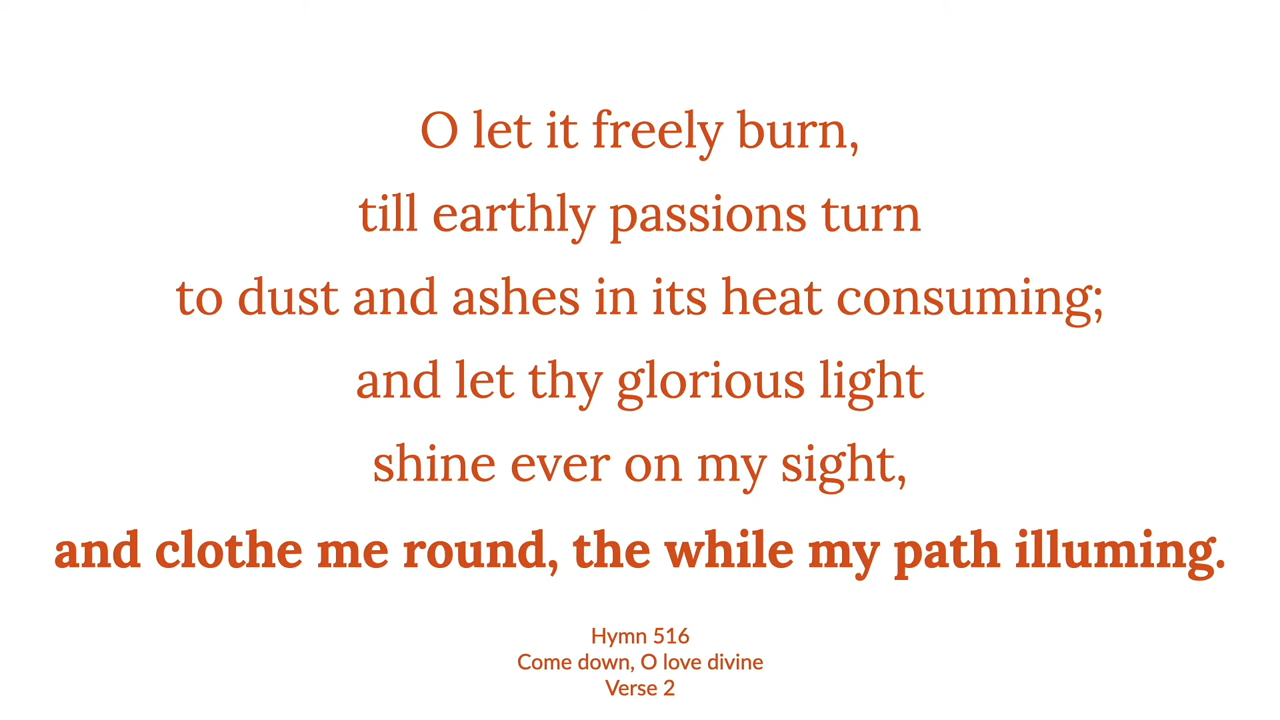 O let it freely burn,
till earthly passions turn
to dust and ashes in its heat consuming;
and let thy glorious light
shine ever on my sight,
and clothe me round, the while my path illuming.
Hymn 516
Come down, O love divine
Verse 2